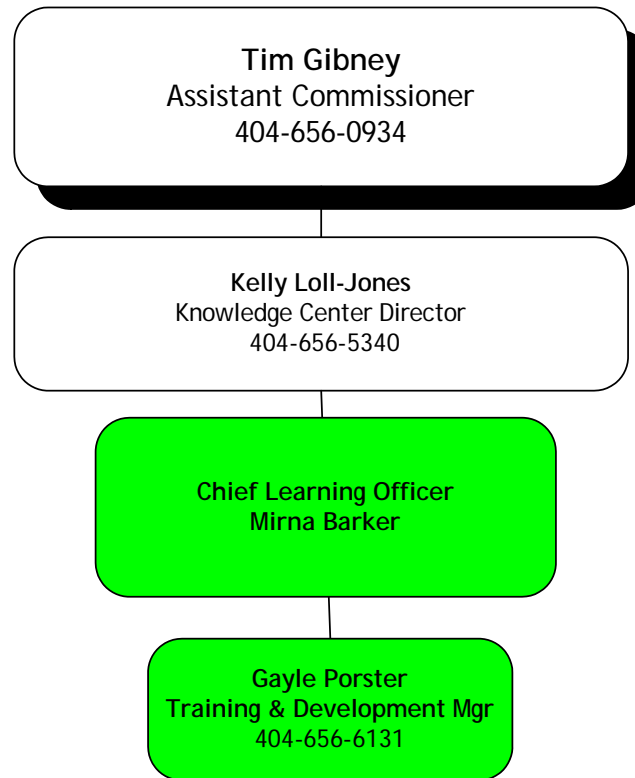 Tim Gibney
Assistant Commissioner
404-656-0934
Kelly Loll-Jones
Knowledge Center Director
404-656-5340
Chief Learning Officer
Mirna Barker
Gayle Porster
Training & Development Mgr
404-656-6131